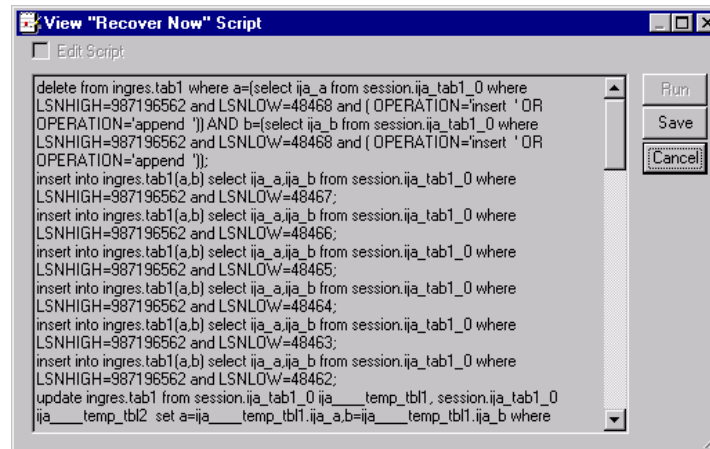 View "Recover Now" Script
Edit Script
delete from ingres.tab1 where a=(select ija_a from session.ija_tab1_0 where
LSNHIGH=987196562 and LSNLOW=48468 and ( OPERATION='insert  ' OR
OPERATION='append  ')) AND b=(select ija_b from session.ija_tab1_0 where
LSNHIGH=987196562 and LSNLOW=48468 and ( OPERATION='insert  ' OR
OPERATION='append  '));
insert into ingres.tab1(a,b) select ija_a,ija_b from session.ija_tab1_0 where
LSNHIGH=987196562 and LSNLOW=48467;
insert into ingres.tab1(a,b) select ija_a,ija_b from session.ija_tab1_0 where
LSNHIGH=987196562 and LSNLOW=48466;
insert into ingres.tab1(a,b) select ija_a,ija_b from session.ija_tab1_0 where
LSNHIGH=987196562 and LSNLOW=48465;
insert into ingres.tab1(a,b) select ija_a,ija_b from session.ija_tab1_0 where
LSNHIGH=987196562 and LSNLOW=48464;
insert into ingres.tab1(a,b) select ija_a,ija_b from session.ija_tab1_0 where
LSNHIGH=987196562 and LSNLOW=48463;
insert into ingres.tab1(a,b) select ija_a,ija_b from session.ija_tab1_0 where
LSNHIGH=987196562 and LSNLOW=48462;
update ingres.tab1 from session.ija_tab1_0 ija____temp_tbl1, session.ija_tab1_0
ija____temp_tbl2  set a=ija____temp_tbl1.ija_a,b=ija____temp_tbl1.ija_b where
Run
Save
Cancel